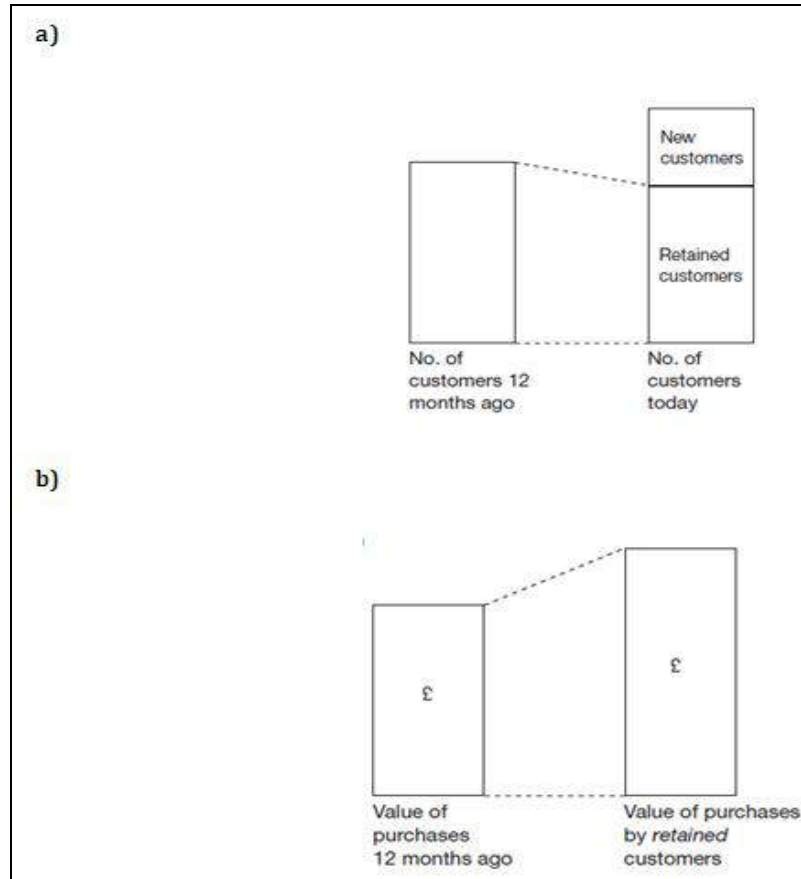 a)
New
customers
Retained
customers
No. of
customers 12
months ago
No. of
customers
today
b)
£
£
Value of
purchases
12 months ago
Value of purchases
by retained
customers